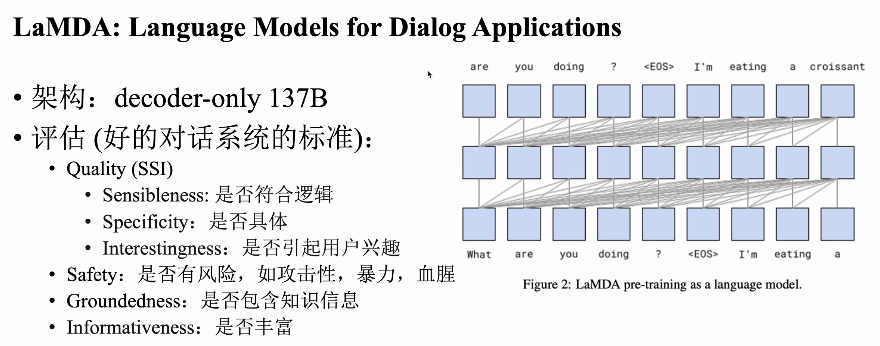 LaMDA: Language Models for Dialog Applications
• 架构：decoder-only 137B
• 评估 (好的对话系统的标准)：
• Quality (SSI)
• Sensibleness: 是否符合逻辑
• Specificity：是否具体
• Interestingness：是否引起用户兴趣
• Safety：是否有风险，如攻击性，暴力，血腥
• Groundedness：是否包含知识信息
• Informativeness：是否丰富
are you doing ? <EOS> I'm eating a croissant
What are you doing ? <EOS> I'm eating a
Figure 2: LaMDA pre-training as a language model.